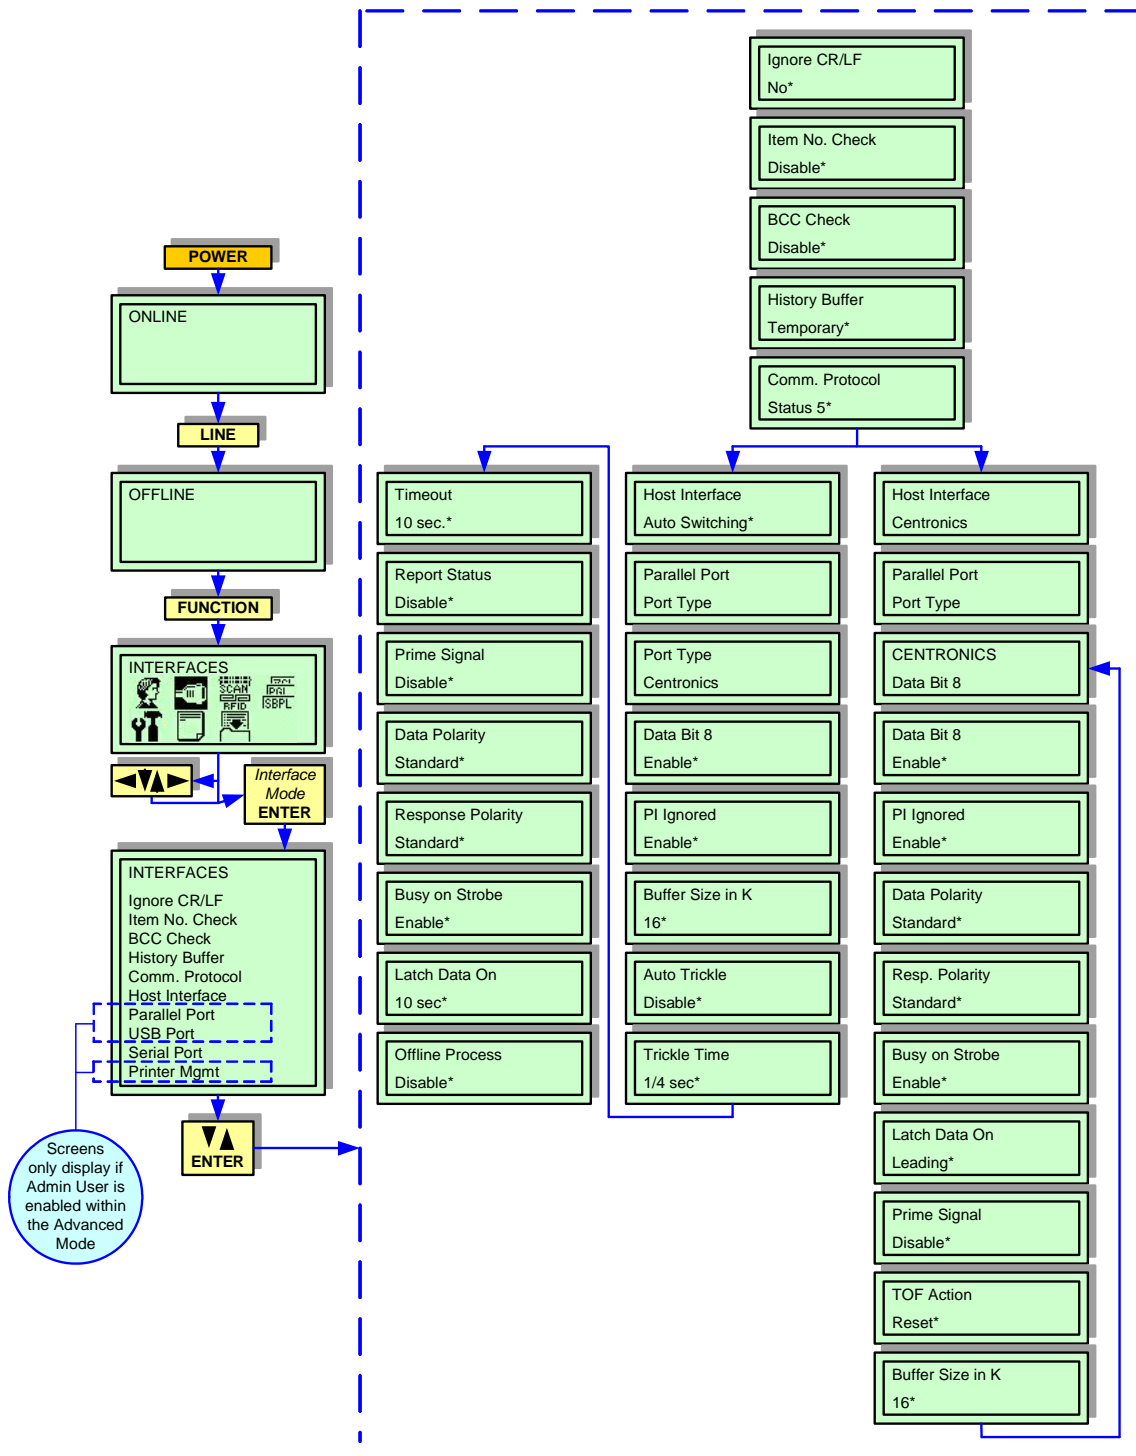 POWER
ONLINE
LINE
OFFLINE
FUNCTION
INTERFACES
SCAN
RFID
PGL
SBPL
Interface
Mode
ENTER
INTERFACES
Ignore CR/LF
Item No. Check
BCC Check
History Buffer
Comm. Protocol
Host Interface
Parallel Port
USB Port
Serial Port
Printer Mgmt
ENTER
Screens
only display if
Admin User is
enabled within
the Advanced
Mode
Ignore CR/LF
No*
Item No. Check
Disable*
BCC Check
Disable*
History Buffer
Temporary*
Comm. Protocol
Status 5*
Timeout
10 sec.*
Report Status
Disable*
Prime Signal
Disable*
Data Polarity
Standard*
Response Polarity
Standard*
Busy on Strobe
Enable*
Latch Data On
10 sec*
Offline Process
Disable*
Host Interface
Auto Switching*
Parallel Port
Port Type
Port Type
Centronics
Data Bit 8
Enable*
PI Ignored
Enable*
Buffer Size in K
16*
Auto Trickle
Disable*
Trickle Time
1/4 sec*
Host Interface
Centronics
Parallel Port
Port Type
CENTRONICS
Data Bit 8
Data Bit 8
Enable*
PI Ignored
Enable*
Data Polarity
Standard*
Resp. Polarity
Standard*
Busy on Strobe
Enable*
Latch Data On
Leading*
Prime Signal
Disable*
TOF Action
Reset*
Buffer Size in K
16*